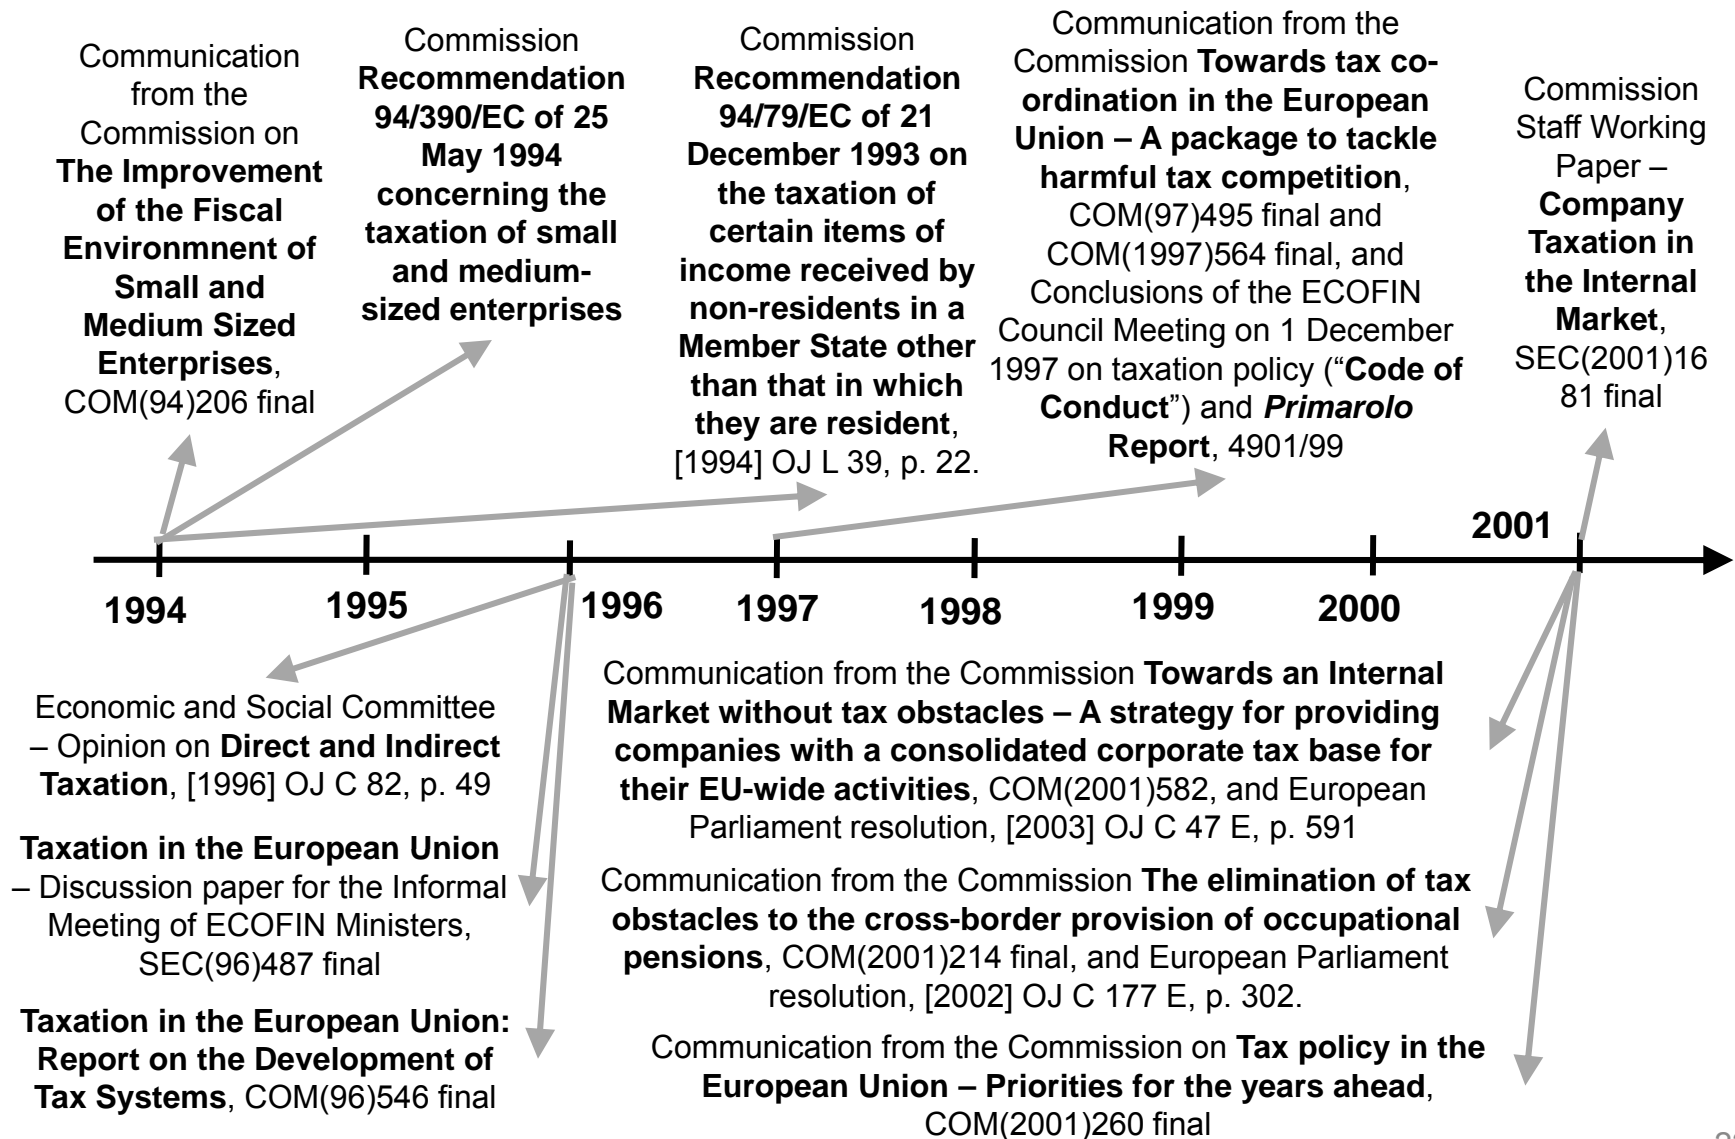 Communication
from the
Commission on
The Improvement
of the Fiscal
Environmnent of
Small and
Medium Sized
Enterprises,
COM(94)206 final
Commission
Recommendation
94/390/EC of 25
May 1994
concerning the
taxation of small
and medium-
sized enterprises
Commission
Recommendation
94/79/EC of 21
December 1993 on
the taxation of
certain items of
income received by
non-residents in a
Member State other
than that in which
they are resident,
[1994] OJ L 39, p. 22.
Communication from the
Commission Towards tax co-
ordination in the European
Union – A package to tackle
harmful tax competition,
COM(97)495 final and
COM(1997)564 final, and
Conclusions of the ECOFIN
Council Meeting on 1 December
1997 on taxation policy (“Code of
Conduct”) and Primarolo
Report, 4901/99
Commission
Staff Working
Paper –
Company
Taxation in
the Internal
Market,
SEC(2001)16
81 final
1994
1995
1996
1997
1998
1999
2000
2001
Economic and Social Committee
– Opinion on Direct and Indirect
Taxation, [1996] OJ C 82, p. 49
Taxation in the European Union
– Discussion paper for the Informal
Meeting of ECOFIN Ministers,
SEC(96)487 final
Taxation in the European Union:
Report on the Development of
Tax Systems, COM(96)546 final
Communication from the Commission Towards an Internal
Market without tax obstacles – A strategy for providing
companies with a consolidated corporate tax base for
their EU-wide activities, COM(2001)582, and European
Parliament resolution, [2003] OJ C 47 E, p. 591
Communication from the Commission The elimination of tax
obstacles to the cross-border provision of occupational
pensions, COM(2001)214 final, and European Parliament
resolution, [2002] OJ C 177 E, p. 302.
Communication from the Commission on Tax policy in the
European Union – Priorities for the years ahead,
COM(2001)260 final